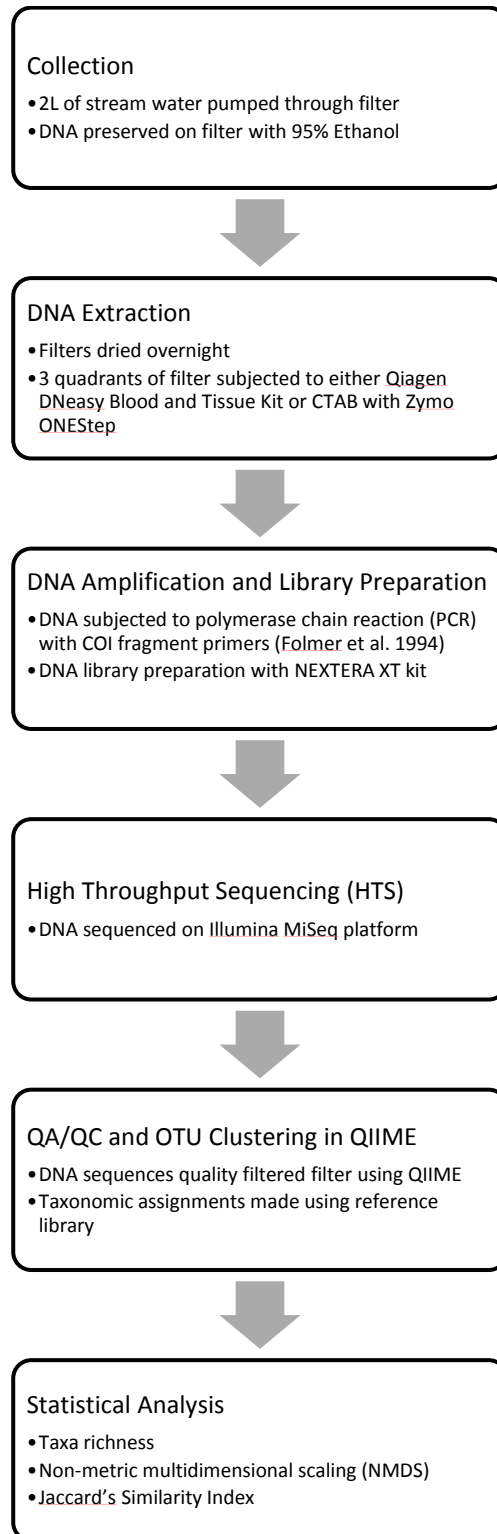 Collection
•2L of stream water pumped through filter
•DNA preserved on filter with 95% Ethanol
DNA Extraction
•Filters dried overnight
•3 quadrants of filter subjected to either Qiagen
DNeasy Blood and Tissue Kit or CTAB with Zymo
ONEStep
DNA Amplification and Library Preparation
•DNA subjected to polymerase chain reaction (PCR)
with COI fragment primers (Folmer et al. 1994)
•DNA library preparation with NEXTERA XT kit
High Throughput Sequencing (HTS)
•DNA sequenced on Illumina MiSeq platform
QA/QC and OTU Clustering in QIIME
•DNA sequences quality filtered filter using QIIME
•Taxonomic assignments made using reference
library
Statistical Analysis
•Taxa richness
•Non-metric multidimensional scaling (NMDS)
•Jaccard's Similarity Index